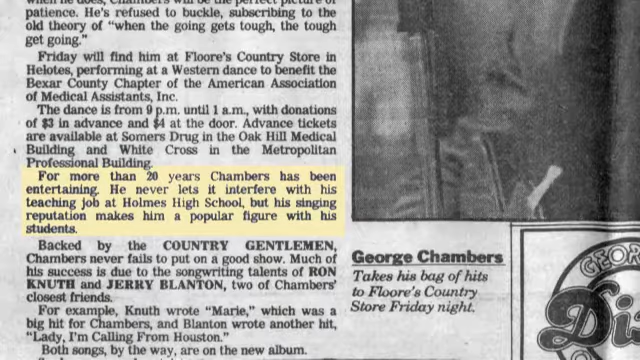 when he does, Chambers will be the perfect picture of
patience. He's refused to buckle, subscribing to the
old theory of “when the going gets tough, the tough
get going.”
Friday will find him at Floore's Country Store in
Helotes, performing at a Western dance to benefit the
Bexar County Chapter of the American Association
of Medical Assistants, Inc.
The dance is from 9 p.m. until 1 a.m., with donations
of $3 in advance and $4 at the door. Advance tickets
are available at Somers Drug in the Oak Hill Medical
Building and White Cross in the Metropolitan
Professional Building.
For more than 20 years Chambers has been
entertaining. He never lets it interfere with his
teaching job at Holmes High School, but his singing
reputation makes him a popular figure with his
students.
Backed by the COUNTRY GENTLEMEN,
Chambers never fails to put on a good show. Much of
his success is due to the songwriting talents of RON
KNUTH and JERRY BLANTON, two of Chambers'
closest friends.
For example, Knuth wrote “Marie,” which was a
big hit for Chambers, and Blanton wrote another hit,
“Lady, I'm Calling From Houston.”
Both songs, by the way, are on the new album.
George Chambers
Takes his bag of hits
to Floore's Country
Store Friday night.
GEOR
Di